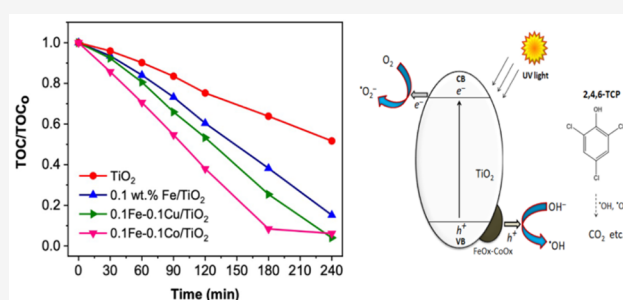 TOC/TOC₀
1.0
0.8
0.6
0.4
0.2
0.0
TiO₂
0.1 wt.% Fe/TiO₂
0.1Fe-0.1Cu/TiO₂
0.1Fe-0.1Co/TiO₂
0 30 60 90 120 150 180 210 240
Time (min)
UV light
O₂
•O₂⁻
e⁻
CB
e⁻
TiO₂
h⁺
VB
FeOx-CoOx
h⁺
OH⁻
•OH
2,4,6-TCP
OH
Cl
Cl
Cl
•OH, •O
CO₂ etc